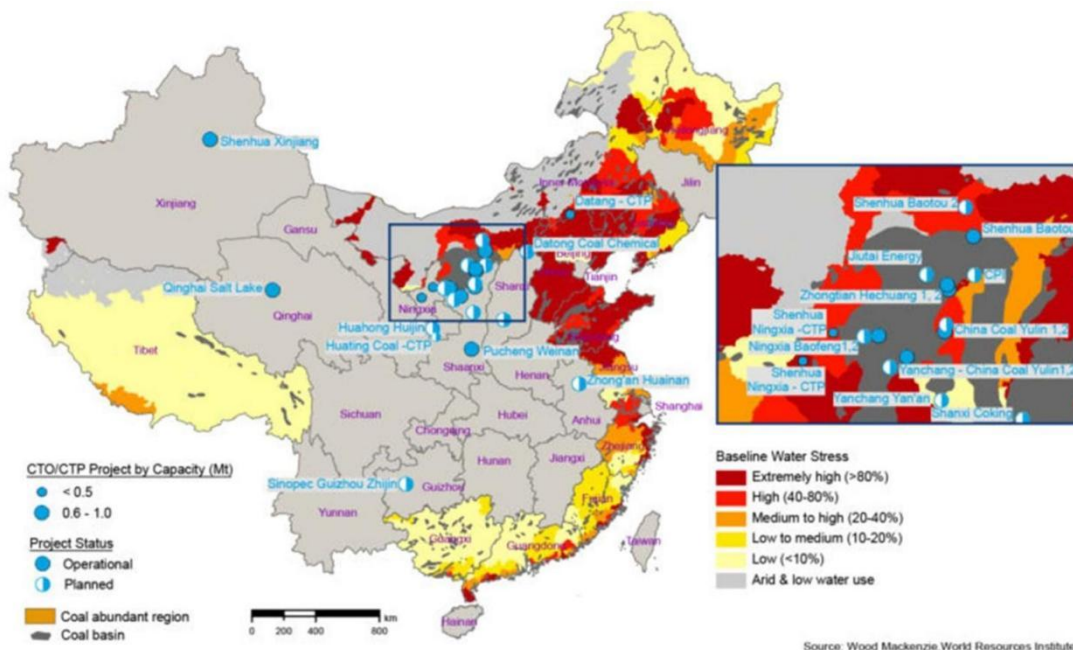 Shenhua Xinjiang
Xinjiang
Gansu
Qinghai Salt Lake
Qinghai
Tibet
Ningxia
Inner Mongolia
Jilin
Datang - CTP
Datong Coal Chemical
Beijing
Tianjin
Huahong Huijin
Huating Coal -CTP
Pucheng Weinan
Shaanxi
Henan
Jiangsu
Zhong'an Huainan
Shanghai
Anhui
Sichuan
Chongqing
Hubei
Zhejiang
Hunan
Jiangxi
Sinopec Guizhou Zhijin
Guizhou
Fujian
Yunnan
Guangxi
Guangdong
Taiwan
Hainan
Shenhua Baotou 2
Shenhua Baotou
Jiutai Energy
CPI
Zhongtian Hechuang 1, 2
Shenhua
Ningxia -CTP
China Coal Yulin 1,2
Ningxia Baofeng1,2
Yanchang - China Coal Yulin1,2
Shenhua
Ningxia - CTP
Yanchang Yan'an
Shanxi Coking
CTO/CTP Project by Capacity (Mt)
< 0.5
0.6 - 1.0
Project Status
Operational
Planned
Coal abundant region
Coal basin
0 200 400 800
km
Baseline Water Stress
Extremely high (>80%)
High (40-80%)
Medium to high (20-40%)
Low to medium (10-20%)
Low (<10%)
Arid & low water use
Source: Wood Mackenzie,World Resources Institute